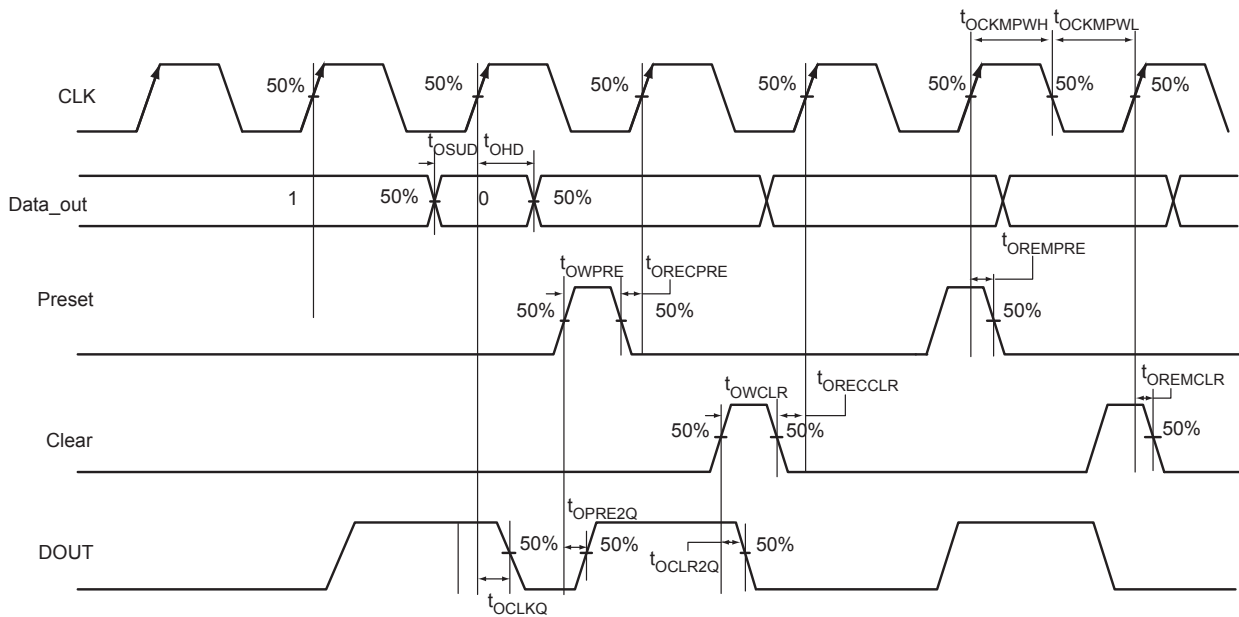 tOCKMPWH tOCKMPWL
CLK 50% 50% 50% 50% 50% 50% 50%
tOSUD tOHD
Data_out 1 50% 0 50%
tOREMPRE
tOWPRE tORECPRE
Preset 50% 50% 50%
tOWCLR tORECCLR tOREMCLR
Clear 50% 50% 50%
tOPRE2Q
DOUT 50% 50% 50%
tOCLR2Q
tOCLKQ